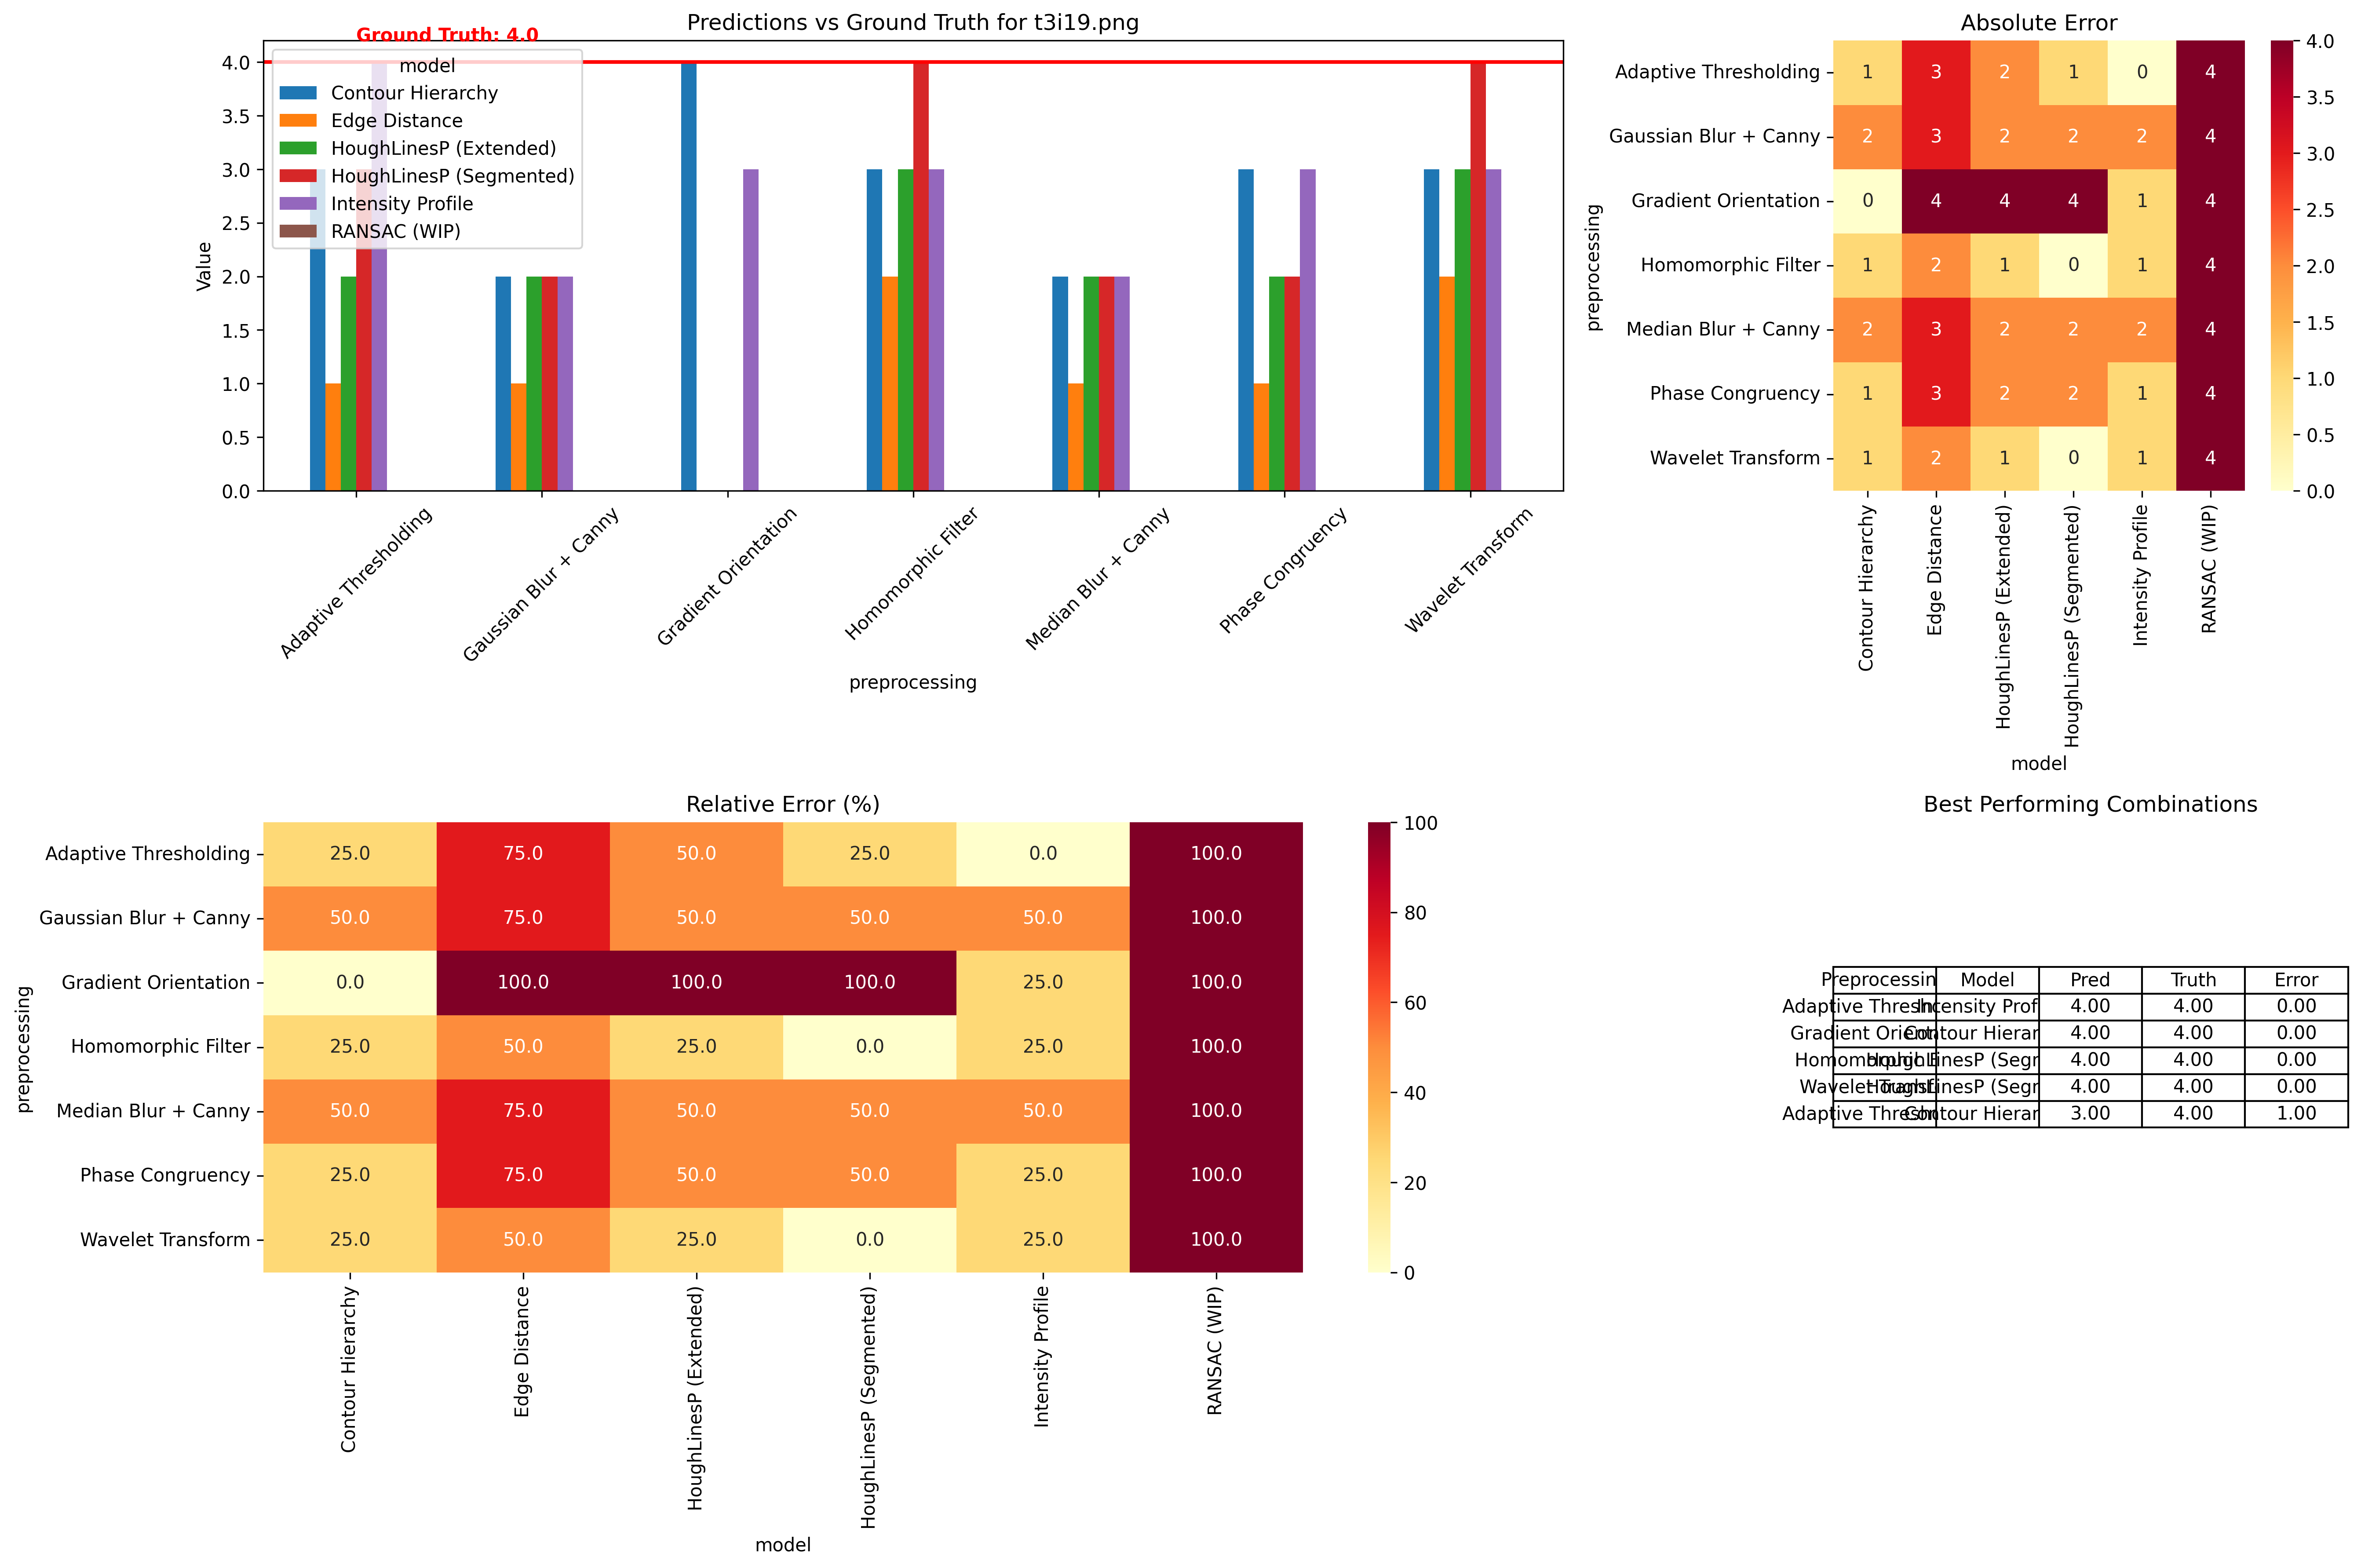 Predictions vs Ground Truth for t3i19.png
Ground Truth: 4.0
model
Contour Hierarchy
Edge Distance
HoughLinesP (Extended)
HoughLinesP (Segmented)
Intensity Profile
RANSAC (WIP)
Value
4.0
3.5
3.0
2.5
2.0
1.5
1.0
0.5
0.0
Adaptive Thresholding
Gaussian Blur + Canny
Gradient Orientation
Homomorphic Filter
Median Blur + Canny
Phase Congruency
Wavelet Transform
preprocessing
Absolute Error
preprocessing
Adaptive Thresholding 1 3 2 1 0 4
Gaussian Blur + Canny 2 3 2 2 2 4
Gradient Orientation 0 4 4 4 1 4
Homomorphic Filter 1 2 1 0 1 4
Median Blur + Canny 2 3 2 2 2 4
Phase Congruency 1 3 2 2 1 4
Wavelet Transform 1 2 1 0 1 4
4.0
3.5
3.0
2.5
2.0
1.5
1.0
0.5
0.0
Contour Hierarchy
Edge Distance
HoughLinesP (Extended)
HoughLinesP (Segmented)
Intensity Profile
RANSAC (WIP)
model
Relative Error (%)
preprocessing
Adaptive Thresholding 25.0 75.0 50.0 25.0 0.0 100.0
Gaussian Blur + Canny 50.0 75.0 50.0 50.0 50.0 100.0
Gradient Orientation 0.0 100.0 100.0 100.0 25.0 100.0
Homomorphic Filter 25.0 50.0 25.0 0.0 25.0 100.0
Median Blur + Canny 50.0 75.0 50.0 50.0 50.0 100.0
Phase Congruency 25.0 75.0 50.0 50.0 25.0 100.0
Wavelet Transform 25.0 50.0 25.0 0.0 25.0 100.0
100
80
60
40
20
0
Contour Hierarchy
Edge Distance
HoughLinesP (Extended)
HoughLinesP (Segmented)
Intensity Profile
RANSAC (WIP)
model
Best Performing Combinations
Preprocessin Model Pred Truth Error
Adaptive Intensity Prof 4.00 4.00 0.00
Gradient Contour Hierar 4.00 4.00 0.00
(Segr 4.00 4.00 0.00
Wavelet (Segr 4.00 4.00 0.00
Adaptive Contour Hierar 3.00 4.00 1.00